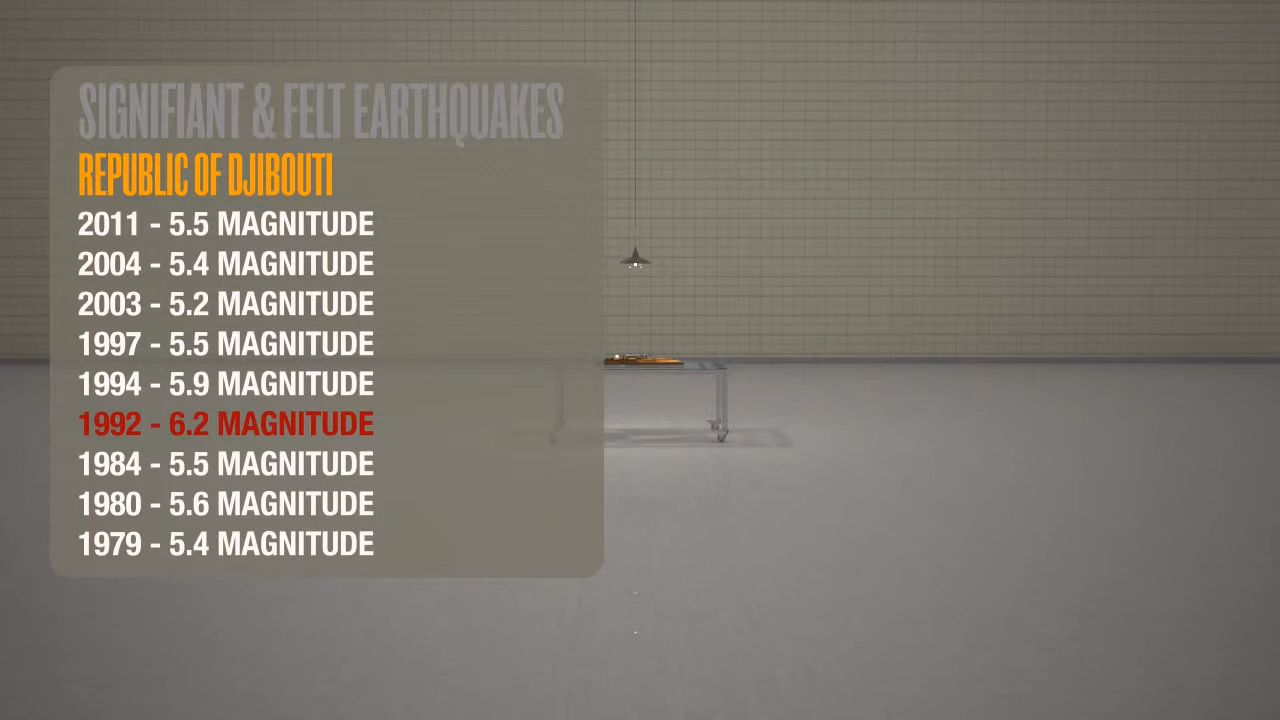 SIGNIFIANT & FELT EARTHQUAKES
REPUBLIC OF DJIBOUTI
2011 - 5.5 MAGNITUDE
2004 - 5.4 MAGNITUDE
2003 - 5.2 MAGNITUDE
1997 - 5.5 MAGNITUDE
1994 - 5.9 MAGNITUDE
1992 - 6.2 MAGNITUDE
1984 - 5.5 MAGNITUDE
1980 - 5.6 MAGNITUDE
1979 - 5.4 MAGNITUDE